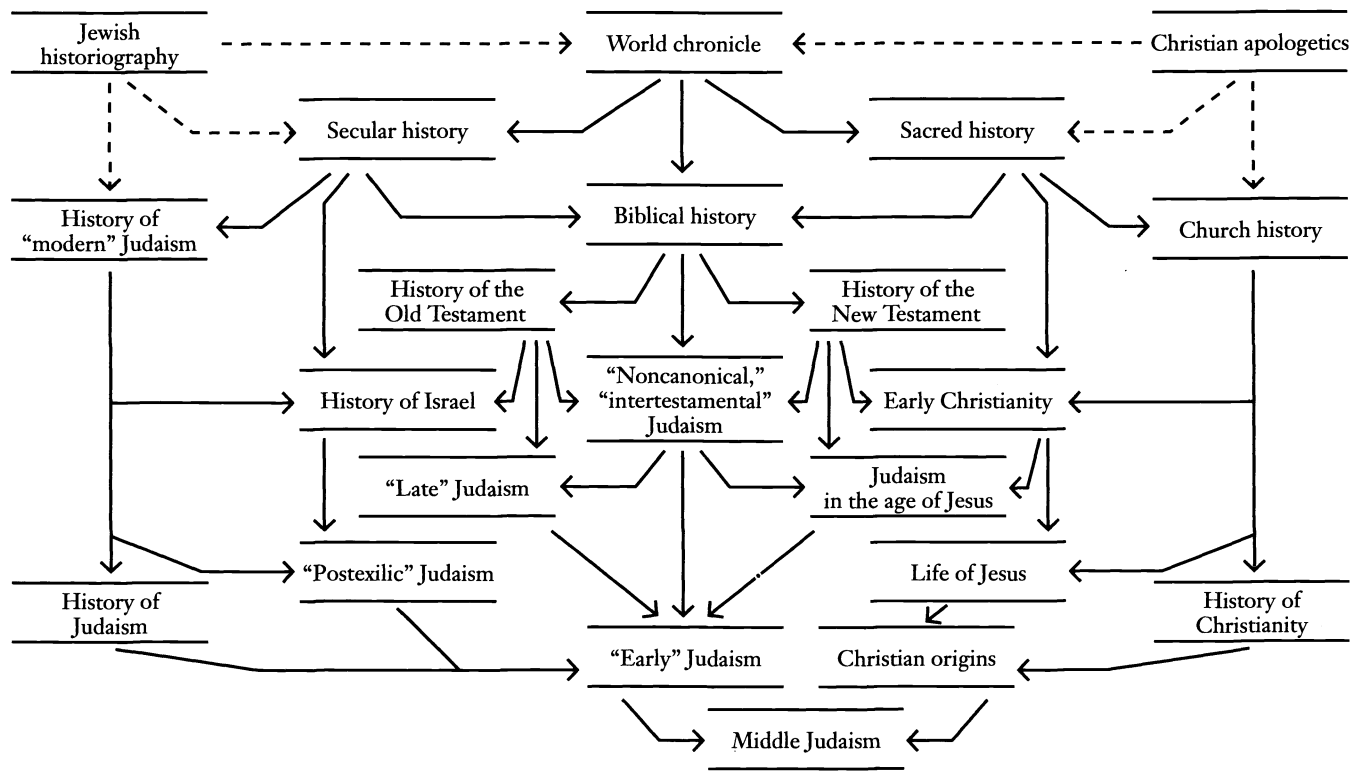 Jewish
historiography
World chronicle
Christian apologetics
Secular history
Sacred history
History of
“modern” Judaism
Biblical history
Church history
History of the
Old Testament
History of the
New Testament
History of Israel
“Noncanonical,”
“intertestamental”
Judaism
Early Christianity
“Late” Judaism
Judaism
in the age of Jesus
“Postexilic” Judaism
Life of Jesus
History of
Judaism
History of
Christianity
“Early” Judaism
Christian origins
Middle Judaism